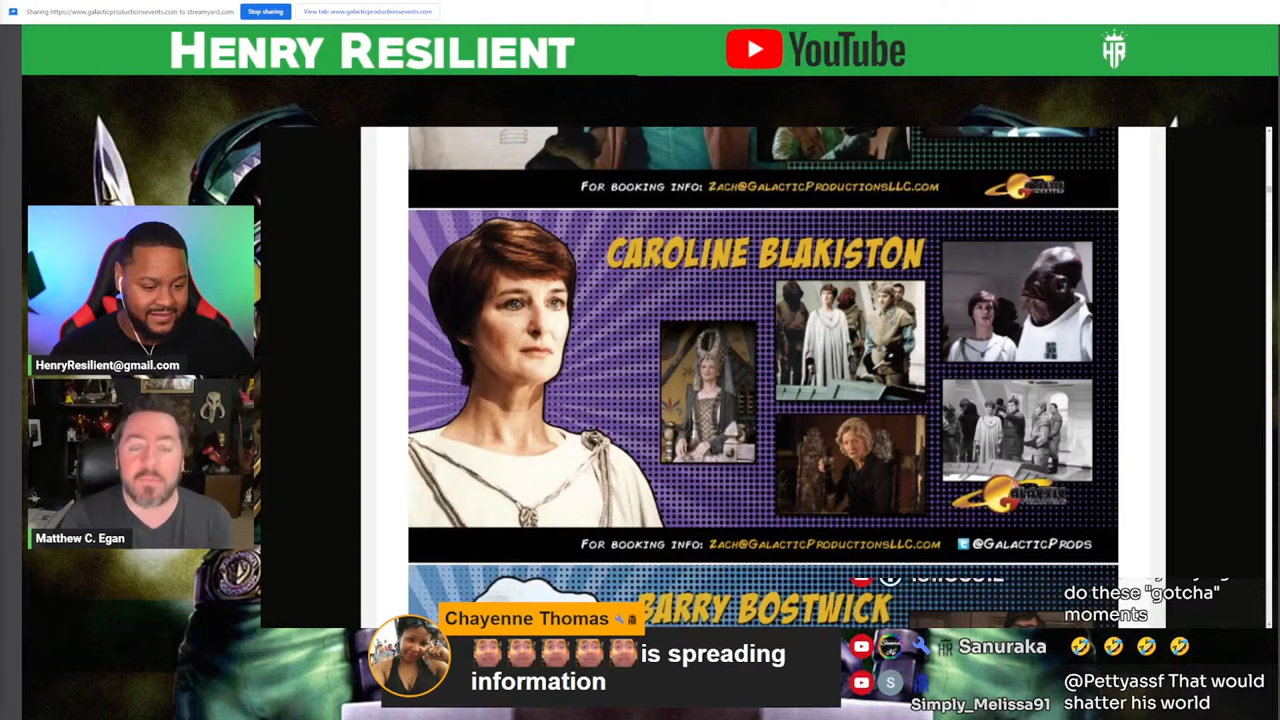 Sharing https://www.galacticproductionsevents.com to streamyard.com
Stop sharing
View tab: www.galacticproductionsevents.com
HENRY RESILIENT
YouTube
HR
FOR BOOKING INFO: ZACH@GALACTICPRODUCTIONSLLC.COM
CAROLINE BLAKISTON
HenryResilient@gmail.com
Matthew C. Egan
FOR BOOKING INFO: ZACH@GALACTICPRODUCTIONSLLC.COM
@GALACTICPRODS
BARRY BOSTWICK
do these "gotcha"
moments
Chayenne Thomas
is spreading
information
Sanuraka
Simply_Melissa91
@Pettyassf That would
shatter his world